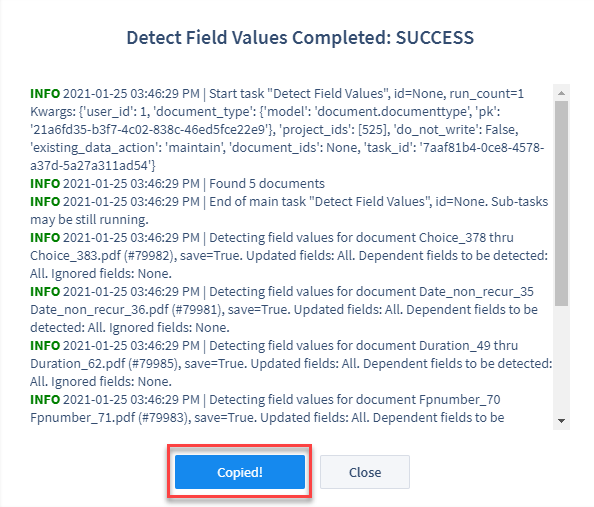 Detect Field Values Completed: SUCCESS
INFO 2021-01-25 03:46:29 PM | Start task "Detect Field Values", id=None, run_count=1
Kwargs: {'user_id': 1, 'document_type': {'model': 'document.documenttype', 'pk':
'21a6fd35-b3f7-4c02-838c-46ed5fce22e9'}, 'project_ids': [525], 'do_not_write': False,
'existing_data_action': 'maintain', 'document_ids': None, 'task_id': '7aaf81b4-0ce8-4578-
a37d-5a27a311ad54'}
INFO 2021-01-25 03:46:29 PM | Found 5 documents
INFO 2021-01-25 03:46:29 PM | End of main task "Detect Field Values", id=None. Sub-tasks
may be still running.
INFO 2021-01-25 03:46:29 PM | Detecting field values for document Choice_378 thru
Choice_383.pdf (#79982), save=True. Updated fields: All. Dependent fields to be detected:
All. Ignored fields: None.
INFO 2021-01-25 03:46:29 PM | Detecting field values for document Date_non_recur_35
Date_non_recur_36.pdf (#79981), save=True. Updated fields: All. Dependent fields to be
detected: All. Ignored fields: None.
INFO 2021-01-25 03:46:29 PM | Detecting field values for document Duration_49 thru
Duration_62.pdf (#79985), save=True. Updated fields: All. Dependent fields to be detected:
All. Ignored fields: None.
INFO 2021-01-25 03:46:29 PM | Detecting field values for document Fpnumber_70
Fpnumber_71.pdf (#79983), save=True. Updated fields: All. Dependent fields to be
Copied!
Close